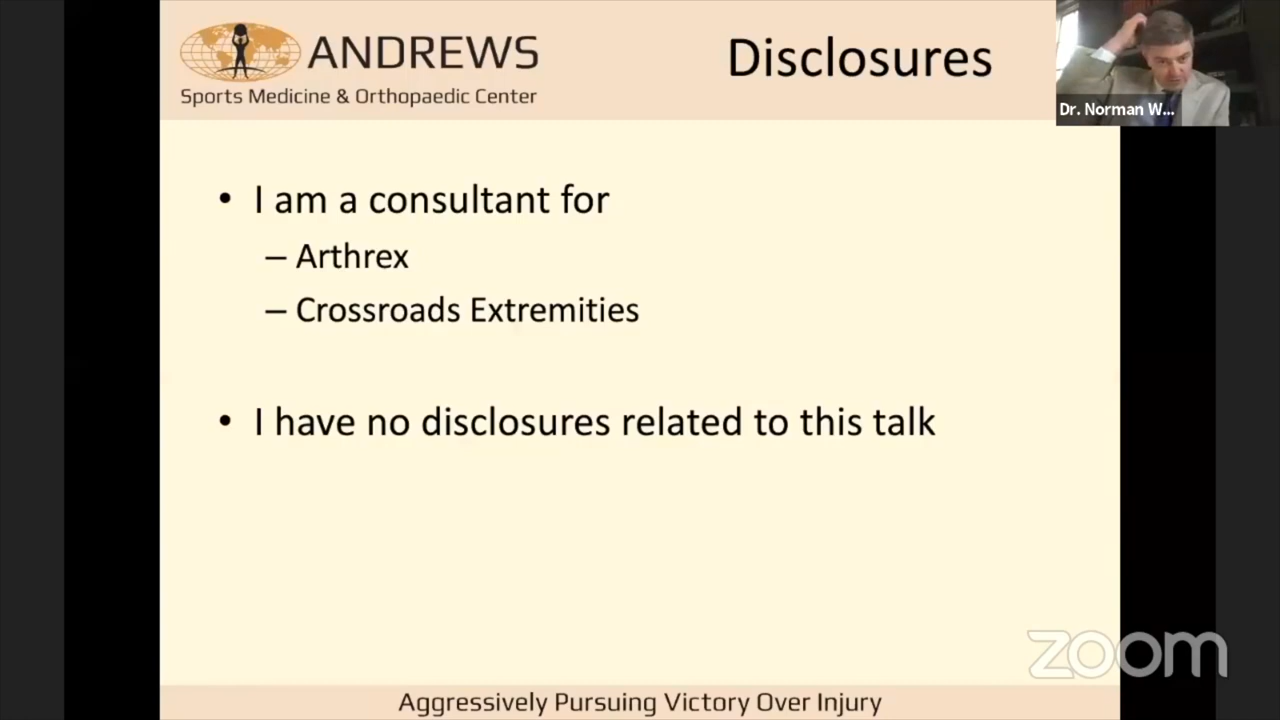 ANDREWS
Sports Medicine & Orthopaedic Center
Disclosures
Dr. Norman W...
• I am a consultant for
– Arthrex
– Crossroads Extremities
• I have no disclosures related to this talk
zoom
Aggressively Pursuing Victory Over Injury